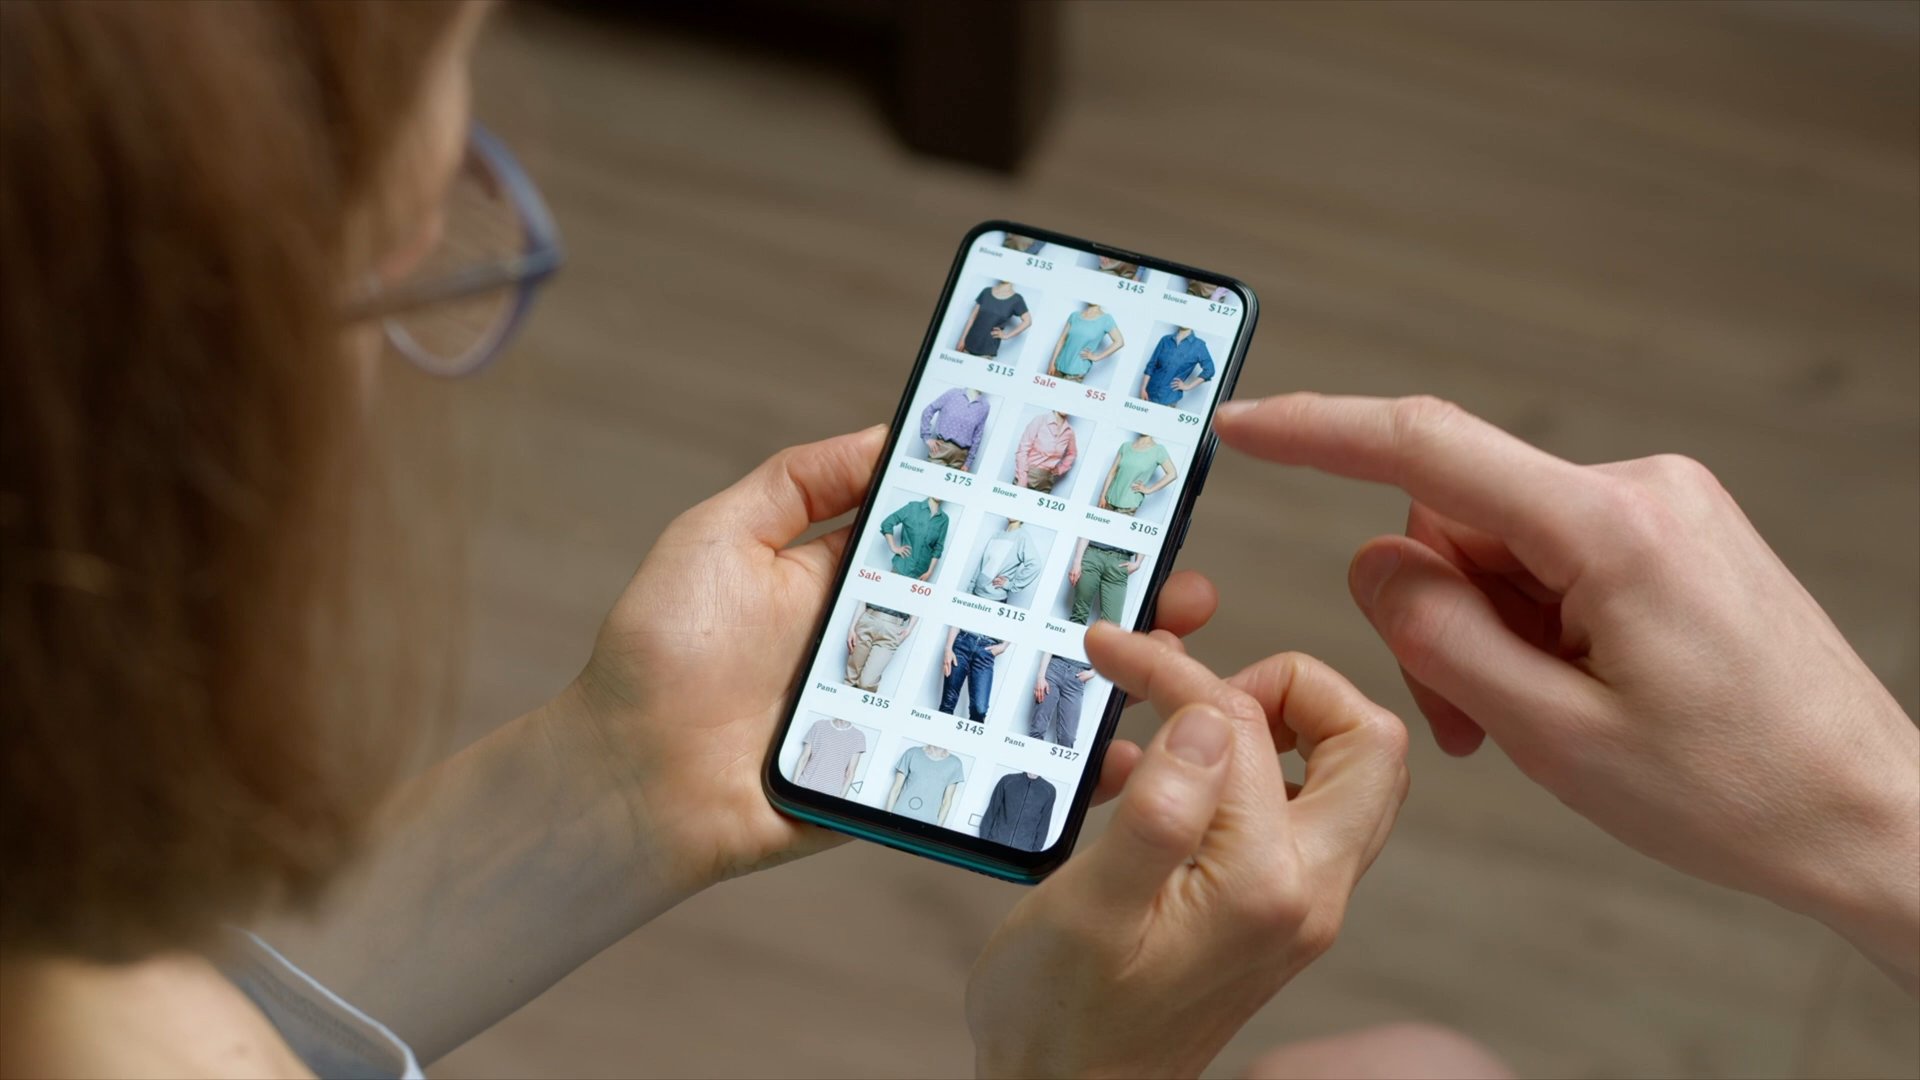 Blouse $135
$145
Blouse $127
Blouse $115
Sale $55
Blouse $99
Blouse $175
Blouse $120
Blouse $105
Sale $60
Sweatshirt $115
Pants
Pants $135
Pants $145
Pants $127